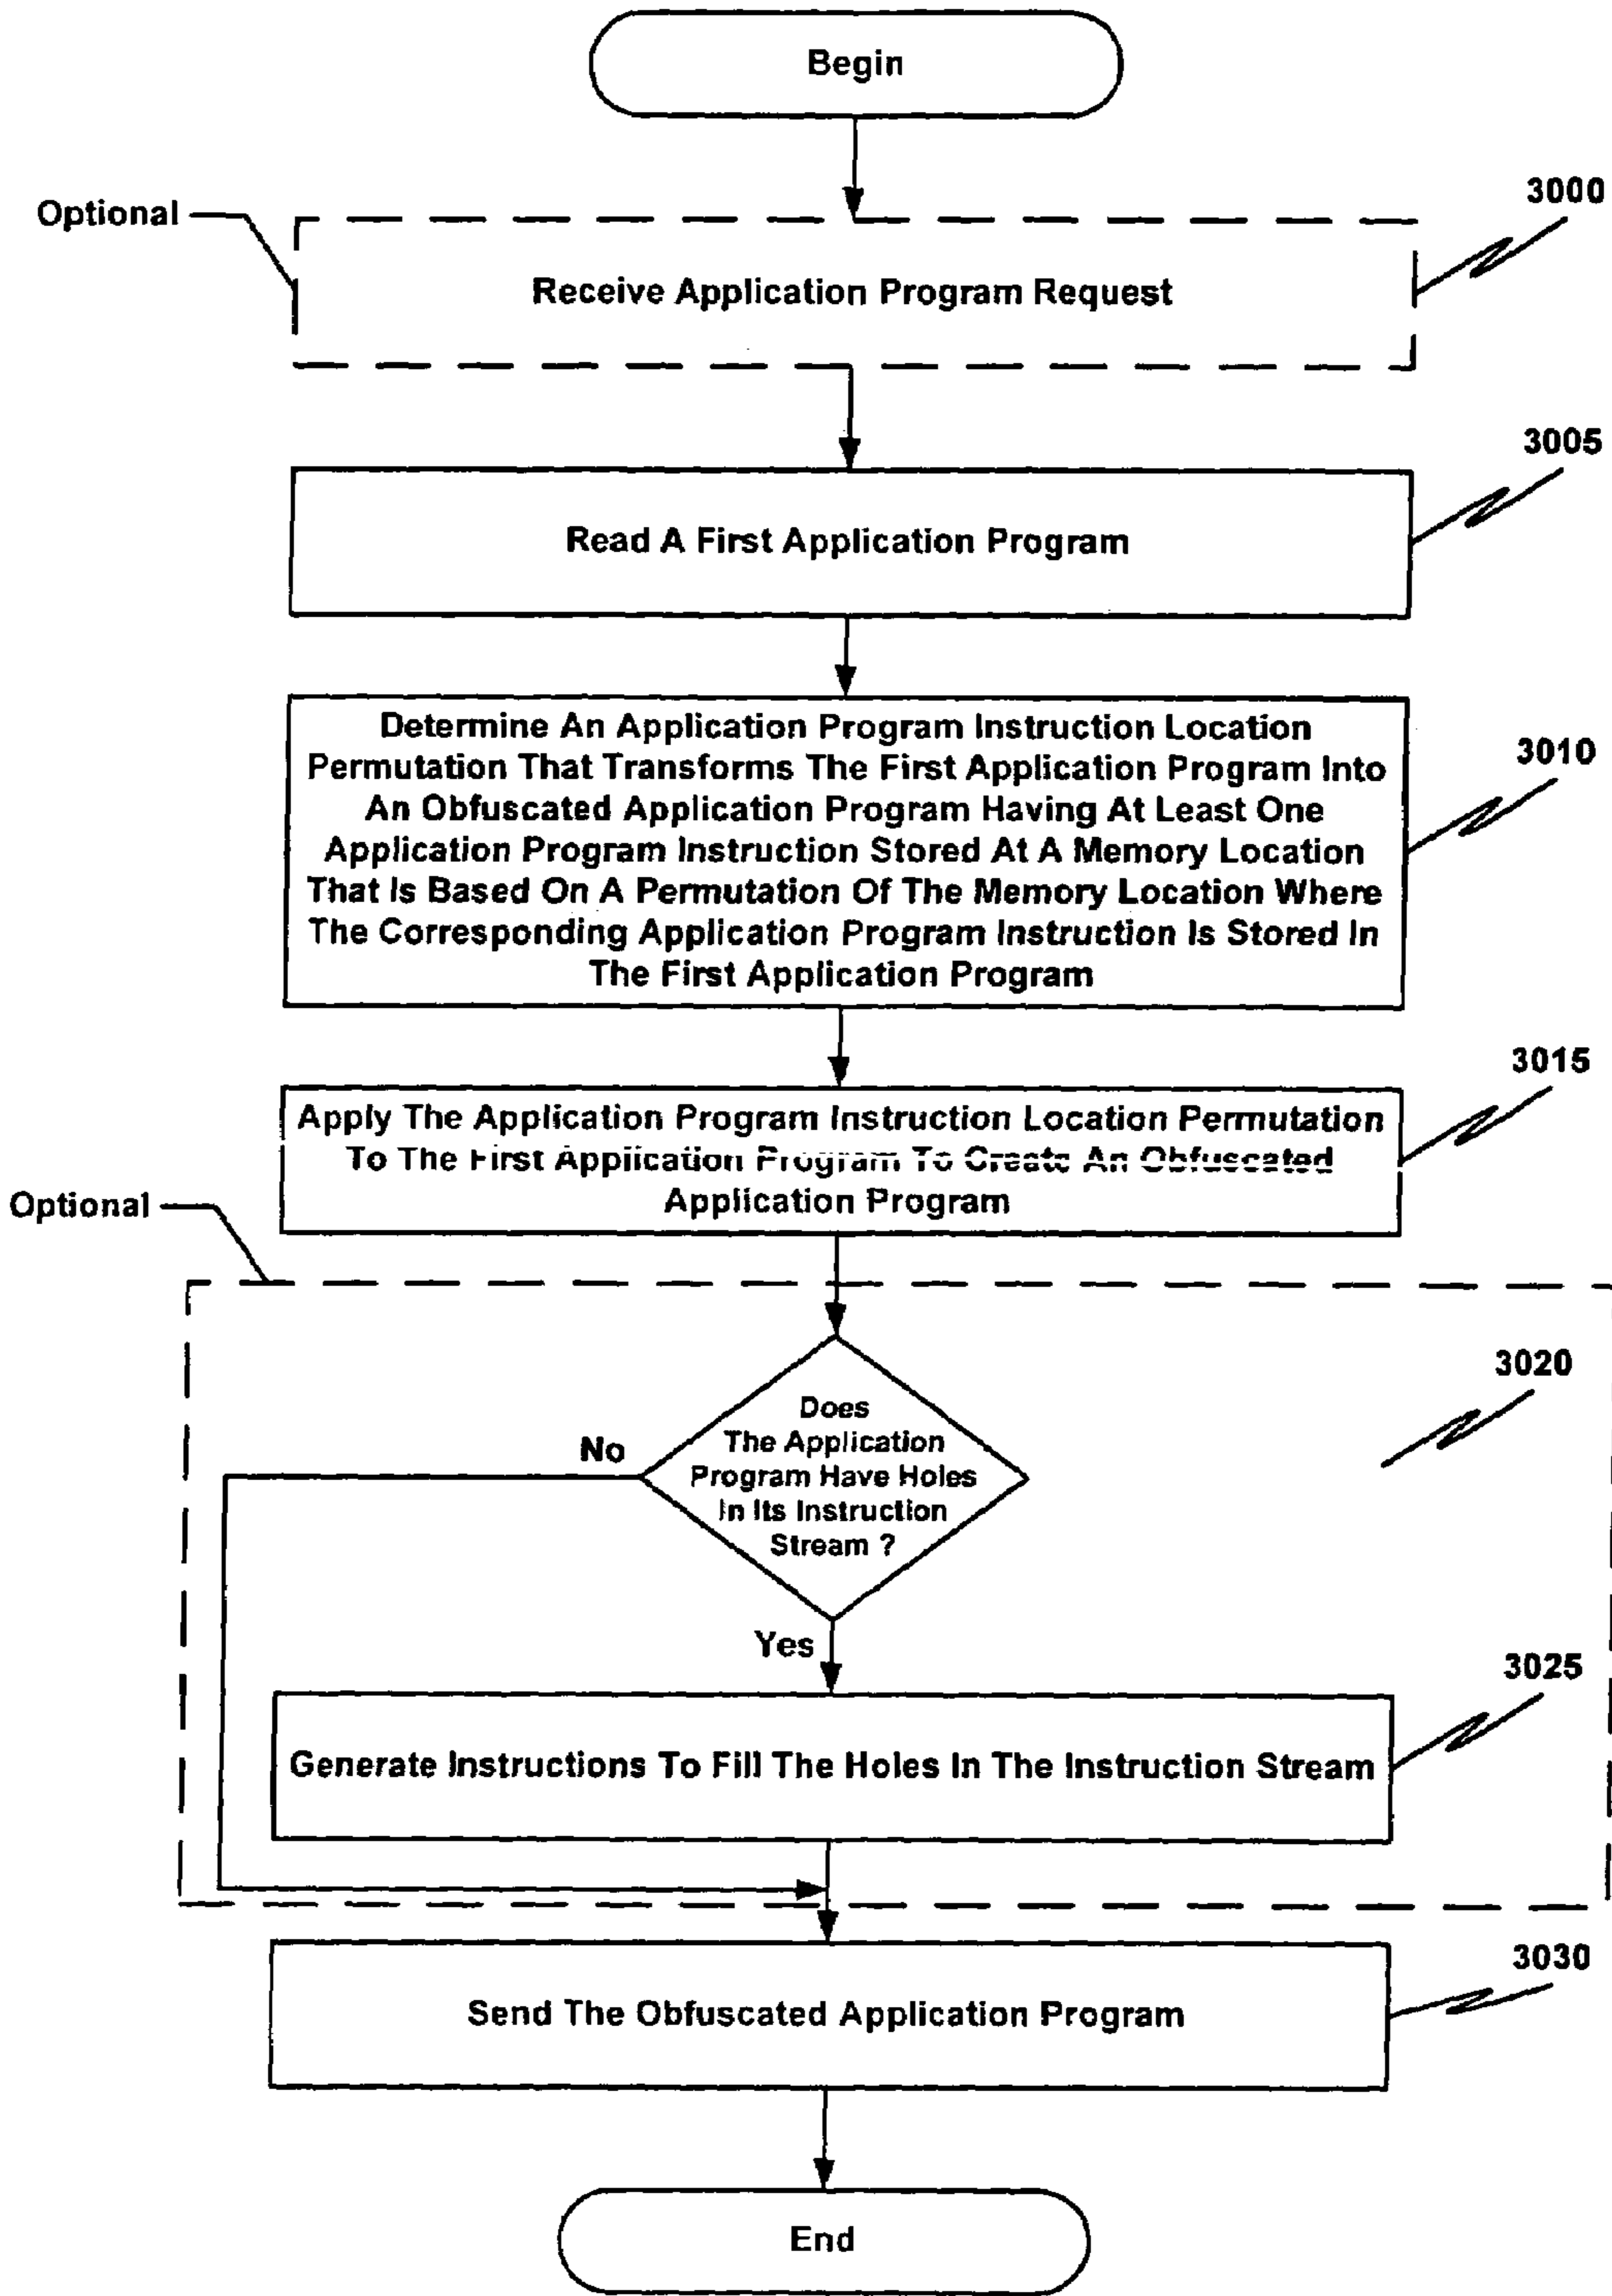 Begin
Optional
3000
Receive Application Program Request
3005
Read A First Application Program
Determine An Application Program Instruction Location
Permutation That Transforms The First Application Program Into
An Obfuscated Application Program Having At Least One
Application Program Instruction Stored At A Memory Location
That Is Based On A Permutation Of The Memory Location Where
The Corresponding Application Program Instruction Is Stored In
The First Application Program
3010
3015
Apply The Application Program Instruction Location Permutation
To The First Application Program To Create An Obfuscated
Application Program
Optional
3020
Does
The Application
Program Have Holes
In Its Instruction
Stream ?
No
Yes
3025
Generate Instructions To Fill The Holes In The Instruction Stream
3030
Send The Obfuscated Application Program
End